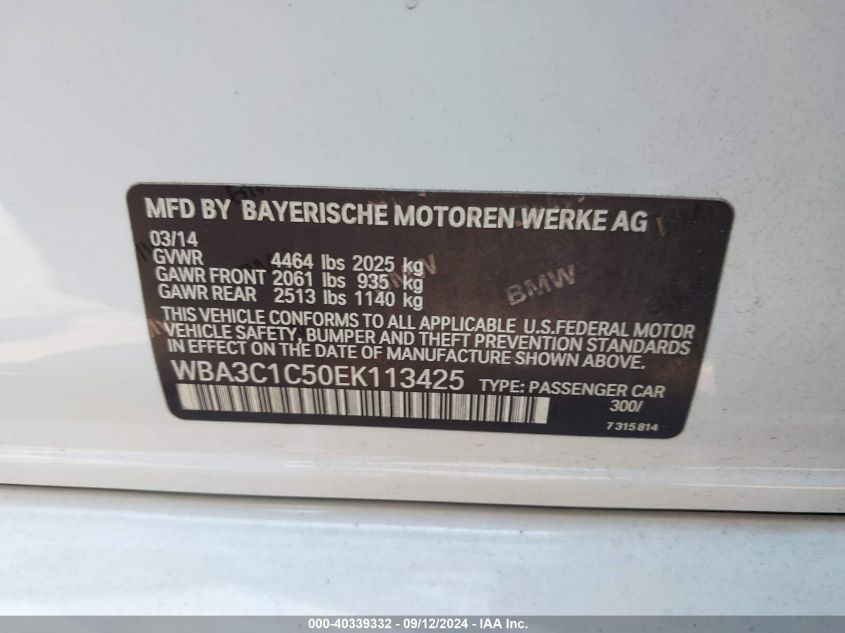 MFD BY BAYERISCHE MOTOREN WERKE AG
03/14
GVWR 4464 lbs 2025 kg
GAWR FRONT 2061 lbs 935 kg
GAWR REAR 2513 lbs 1140 kg
BMW
THIS VEHICLE CONFORMS TO ALL APPLICABLE U.S.FEDERAL MOTOR
VEHICLE SAFETY, BUMPER AND THEFT PREVENTION STANDARDS
IN EFFECT ON THE DATE OF MANUFACTURE SHOWN ABOVE.
WBA3C1C50EK113425 TYPE: PASSENGER CAR
300/
7 315 814
000-40339332 - 09/12/2024 - IAA Inc.